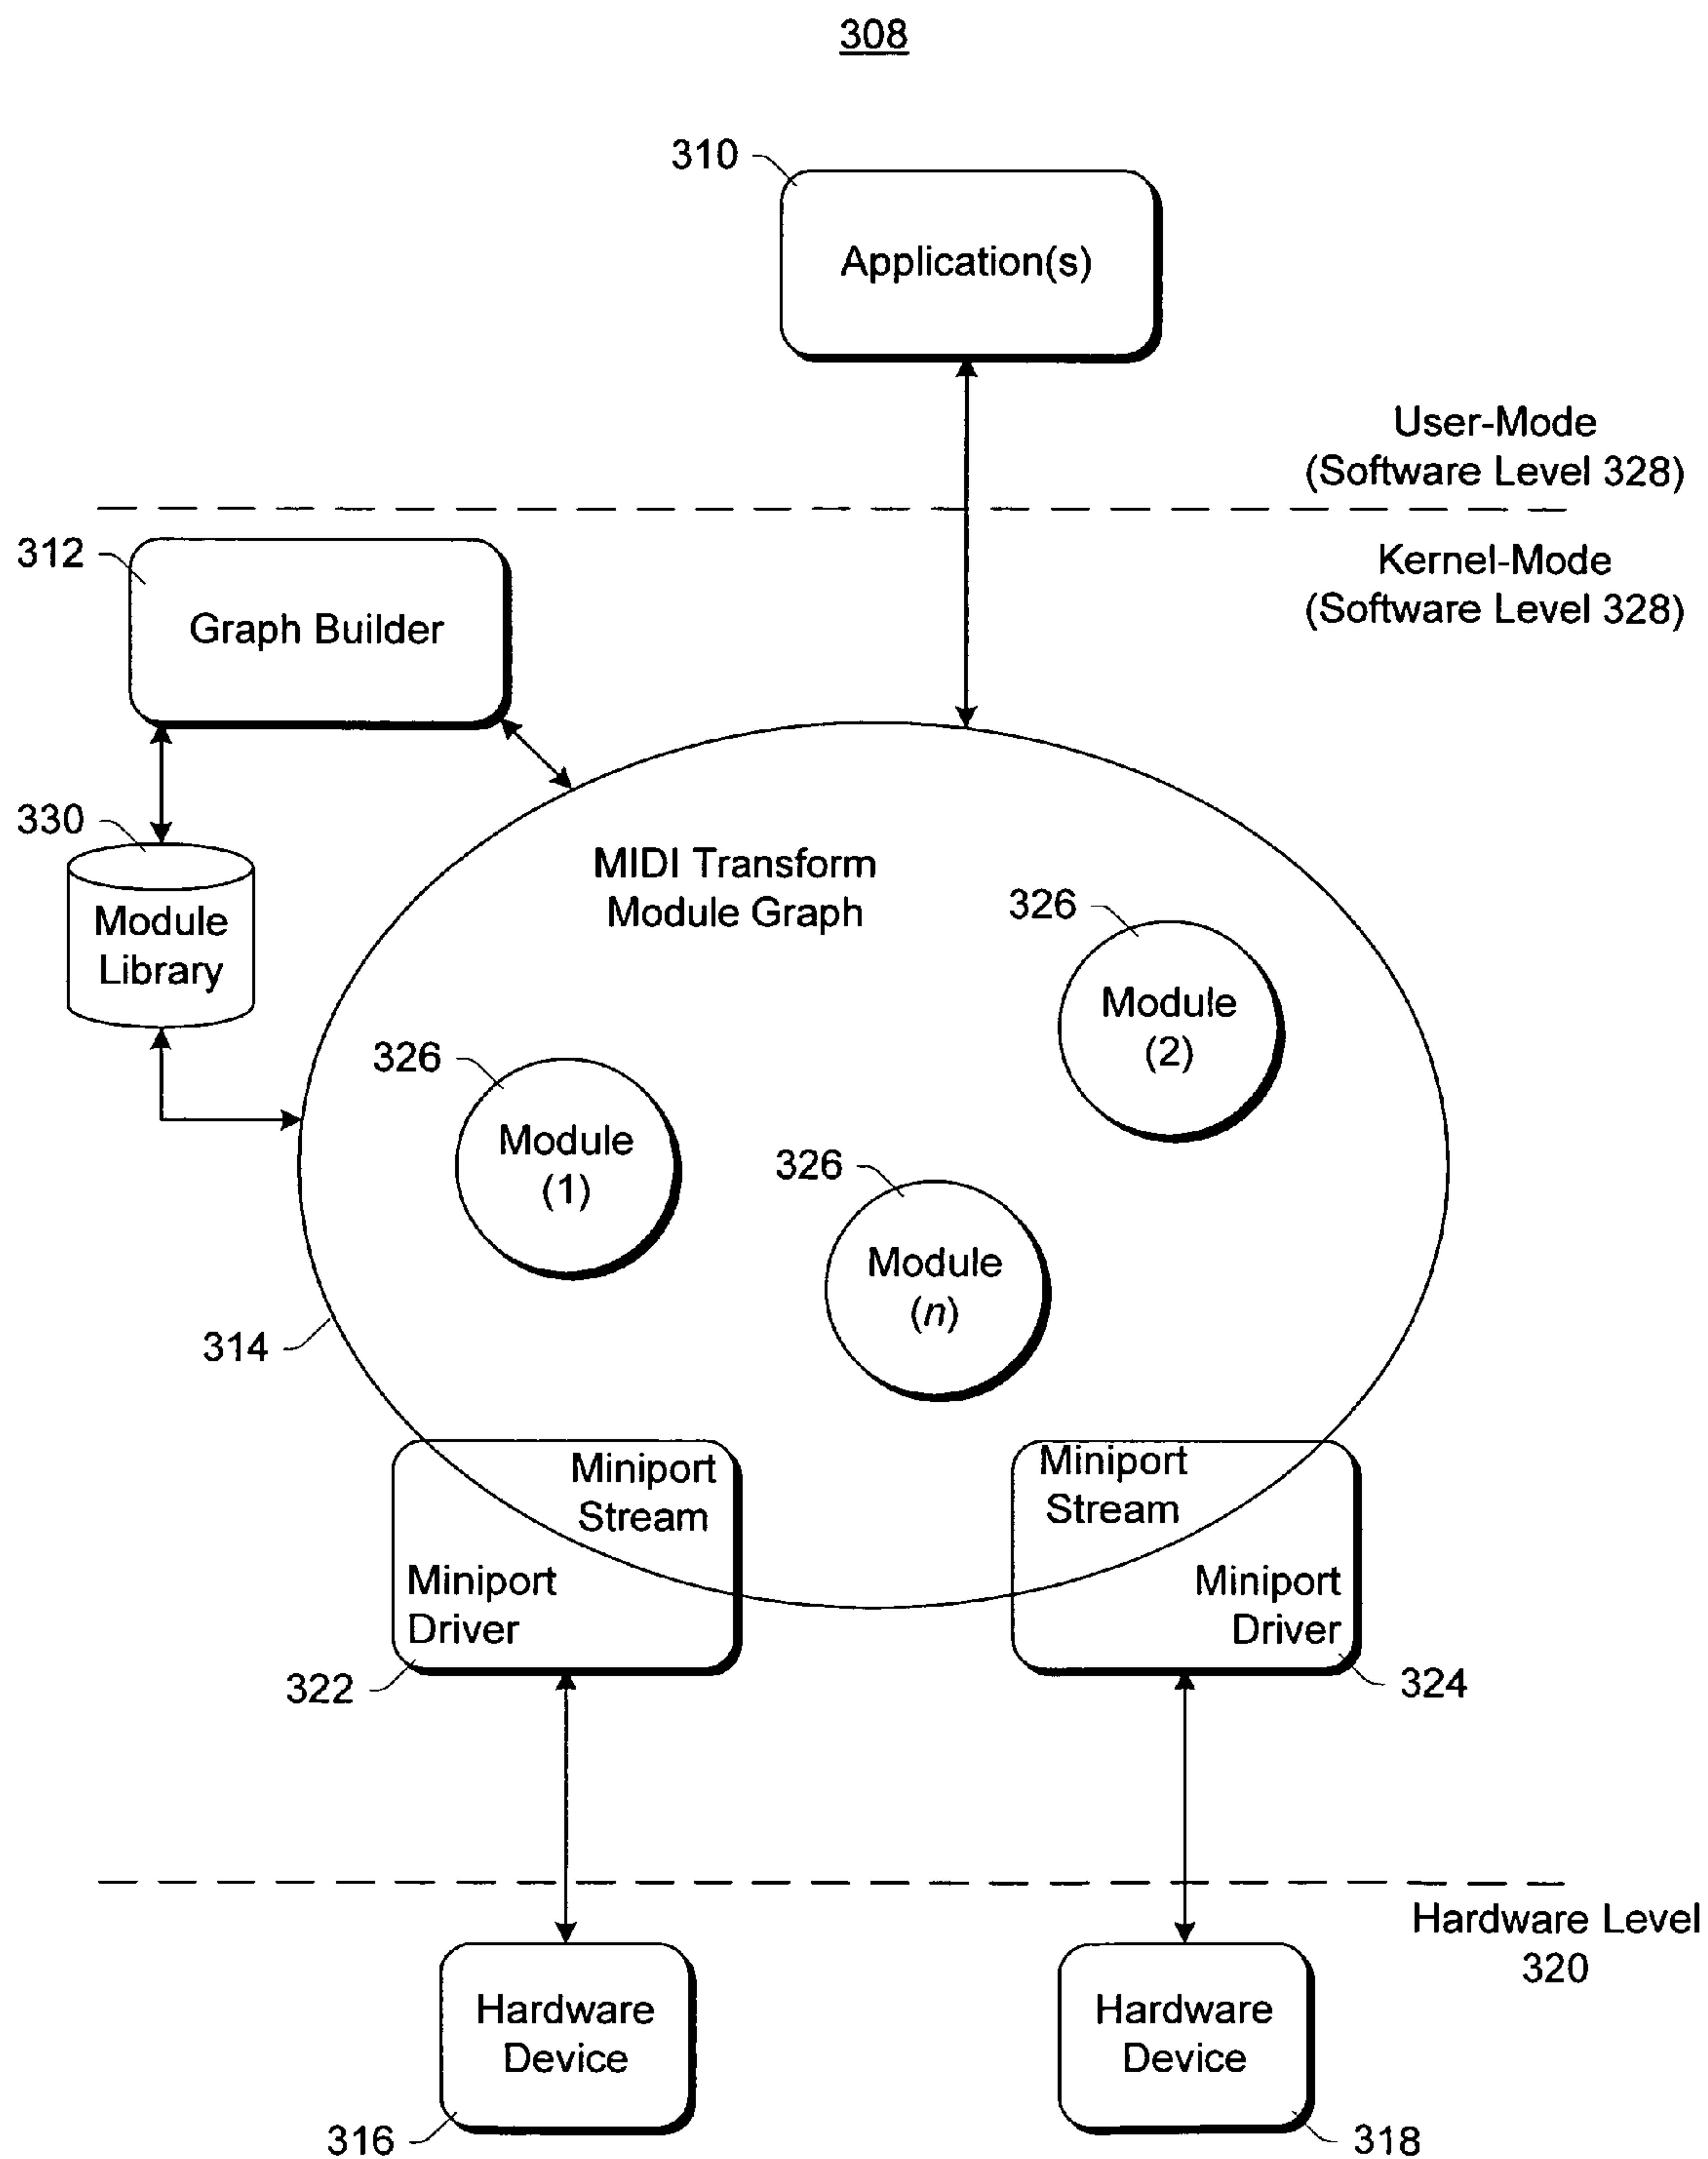 308
310
Application(s)
User-Mode
(Software Level 328)
312
Kernel-Mode
(Software Level 328)
Graph Builder
330
MIDI Transform
Module Graph
Module
Library
326
Module
(2)
326
Module
(1)
326
Module
(n)
314
Miniport
Stream
Miniport
Driver
322
Miniport
Stream
Miniport
Driver
324
Hardware Level
320
Hardware
Device
316
Hardware
Device
318